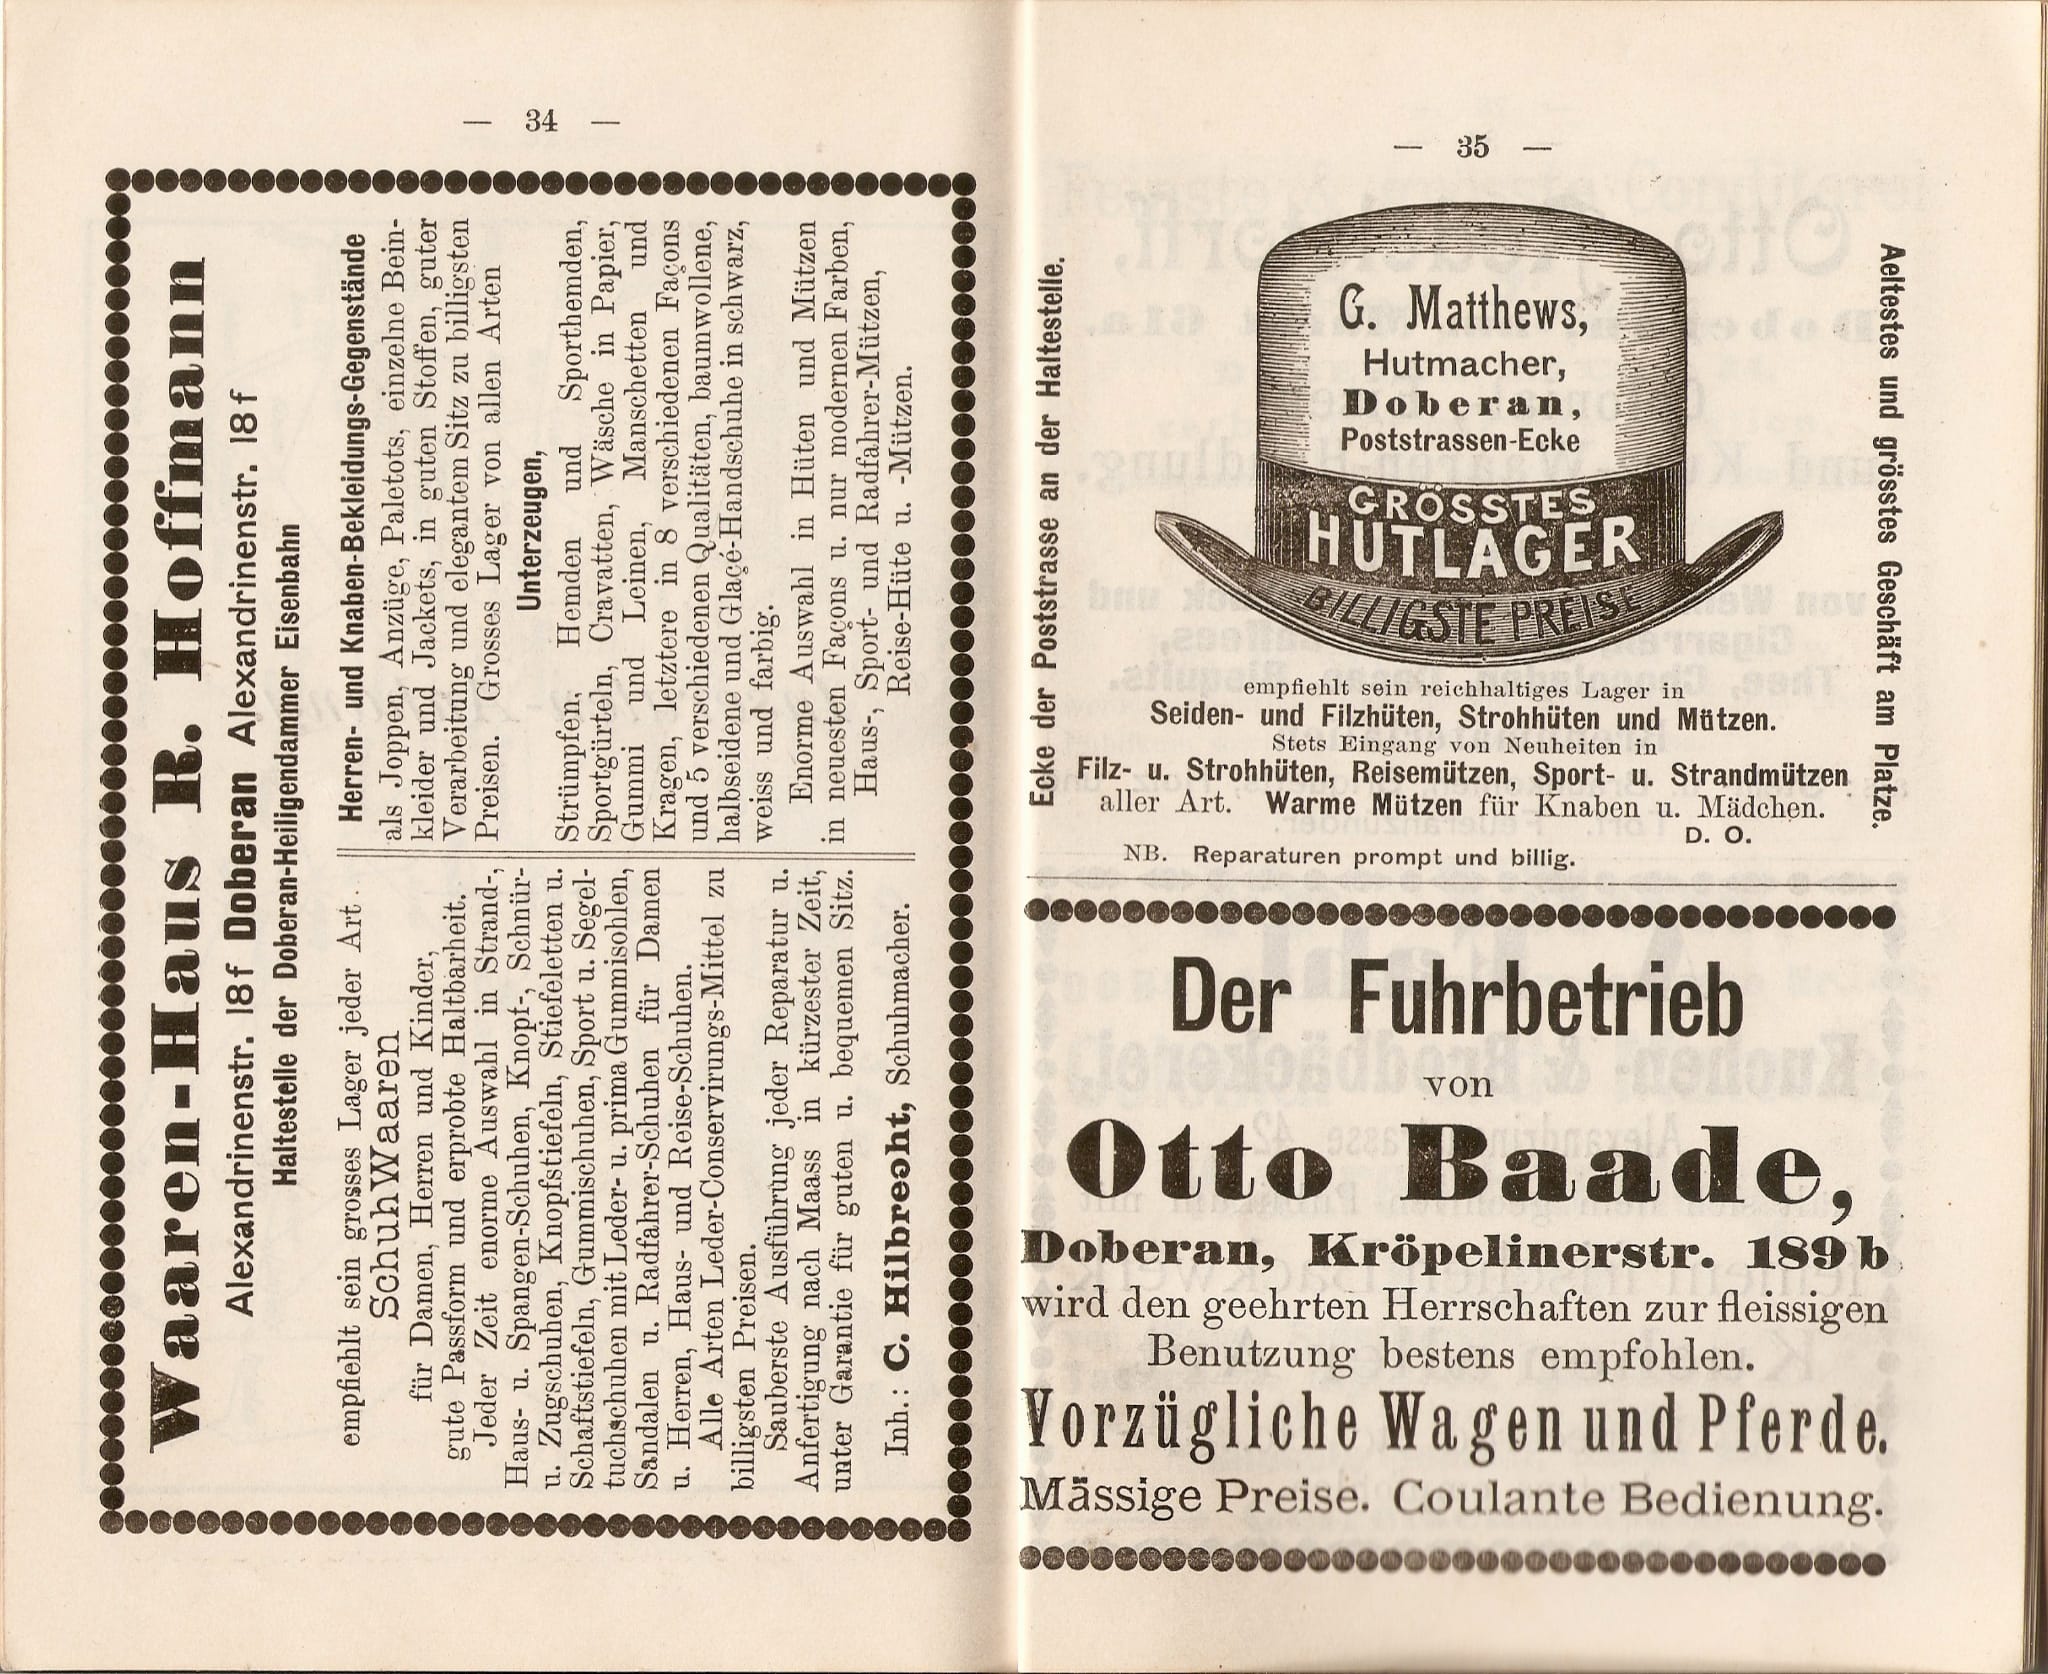 — 34 —
Waaren-Haus R. Hoffmann
Alexandrinenstr. 18f Doberan Alexandrinenstr. 18f
Haltestelle der Doberan-Heiligendammer Eisenbahn
empfiehlt sein grosses Lager jeder Art
SchuhWaaren
für Damen, Herren und Kinder,
gute Passform und erprobte Haltbarheit.
Jeder Zeit enorme Auswahl in Strand-,
Haus- u. Spangen-Schuhen, Knopf-, Schnür-
u. Zugschuhen, Knopfstiefeln, Stiefeletten u.
Schaftstiefeln, Gummischuhen, Sport u. Segel-
tuchschuhen mit Leder- u. prima Gummisohlen,
Sandalen u. Radfahrer-Schuhen für Damen
u. Herren, Haus- und Reise-Schuhen.
Alle Arten Leder-Conservirungs-Mittel zu
billigsten Preisen.
Sauberste Ausführung jeder Reparatur u.
Anfertigung nach Maass in kürzester Zeit,
unter Garantie für guten u. bequemen Sitz.
Inh.: C. Hilbrecht, Schuhmacher.
Herren- und Knaben-Bekleidungs-Gegenstände
als Joppen, Anzüge, Paletots, einzelne Bein-
kleider und Jackets, in guten Stoffen, guter
Verarbeitung und elegantem Sitz zu billigsten
Preisen. Grosses Lager von allen Arten
Unterzeugen,
Strümpfen, Hemden und Sporthemden,
Sportgürteln, Cravatten, Wäsche in Papier,
Gummi und Leinen, Manschetten und
Kragen, letztere in 8 verschiedenen Façons
und 5 verschiedenen Qualitäten, baumwollene,
halbseidene und Glaçé-Handschuhe in schwarz,
weiss und farbig.
Enorme Auswahl in Hüten und Mützen
in neuesten Façons u. nur modernen Farben,
Haus-, Sport- und Radfahrer-Mützen,
Reise-Hüte u. -Mützen.
— 35 —
Ecke der Poststrasse an der Haltestelle.
G. Matthews,
Hutmacher,
Doberan,
Poststrassen-Ecke
GRÖSSTES
HUTLAGER
BILLIGSTE PREISE
empfiehlt sein reichhaltiges Lager in
Seiden- und Filzhüten, Strohhüten und Mützen.
Stets Eingang von Neuheiten in
Filz- u. Strohhüten, Reisemützen, Sport- u. Strandmützen
aller Art. Warme Mützen für Knaben u. Mädchen.
D. O.
NB. Reparaturen prompt und billig.
Aeltestes und grösstes Geschäft am Platze.
Der Fuhrbetrieb
von
Otto Baade,
Doberan, Kröpelinerstr. 189 b
wird den geehrten Herrschaften zur fleissigen
Benutzung bestens empfohlen.
Vorzügliche Wagen und Pferde.
Mässige Preise. Coulante Bedienung.